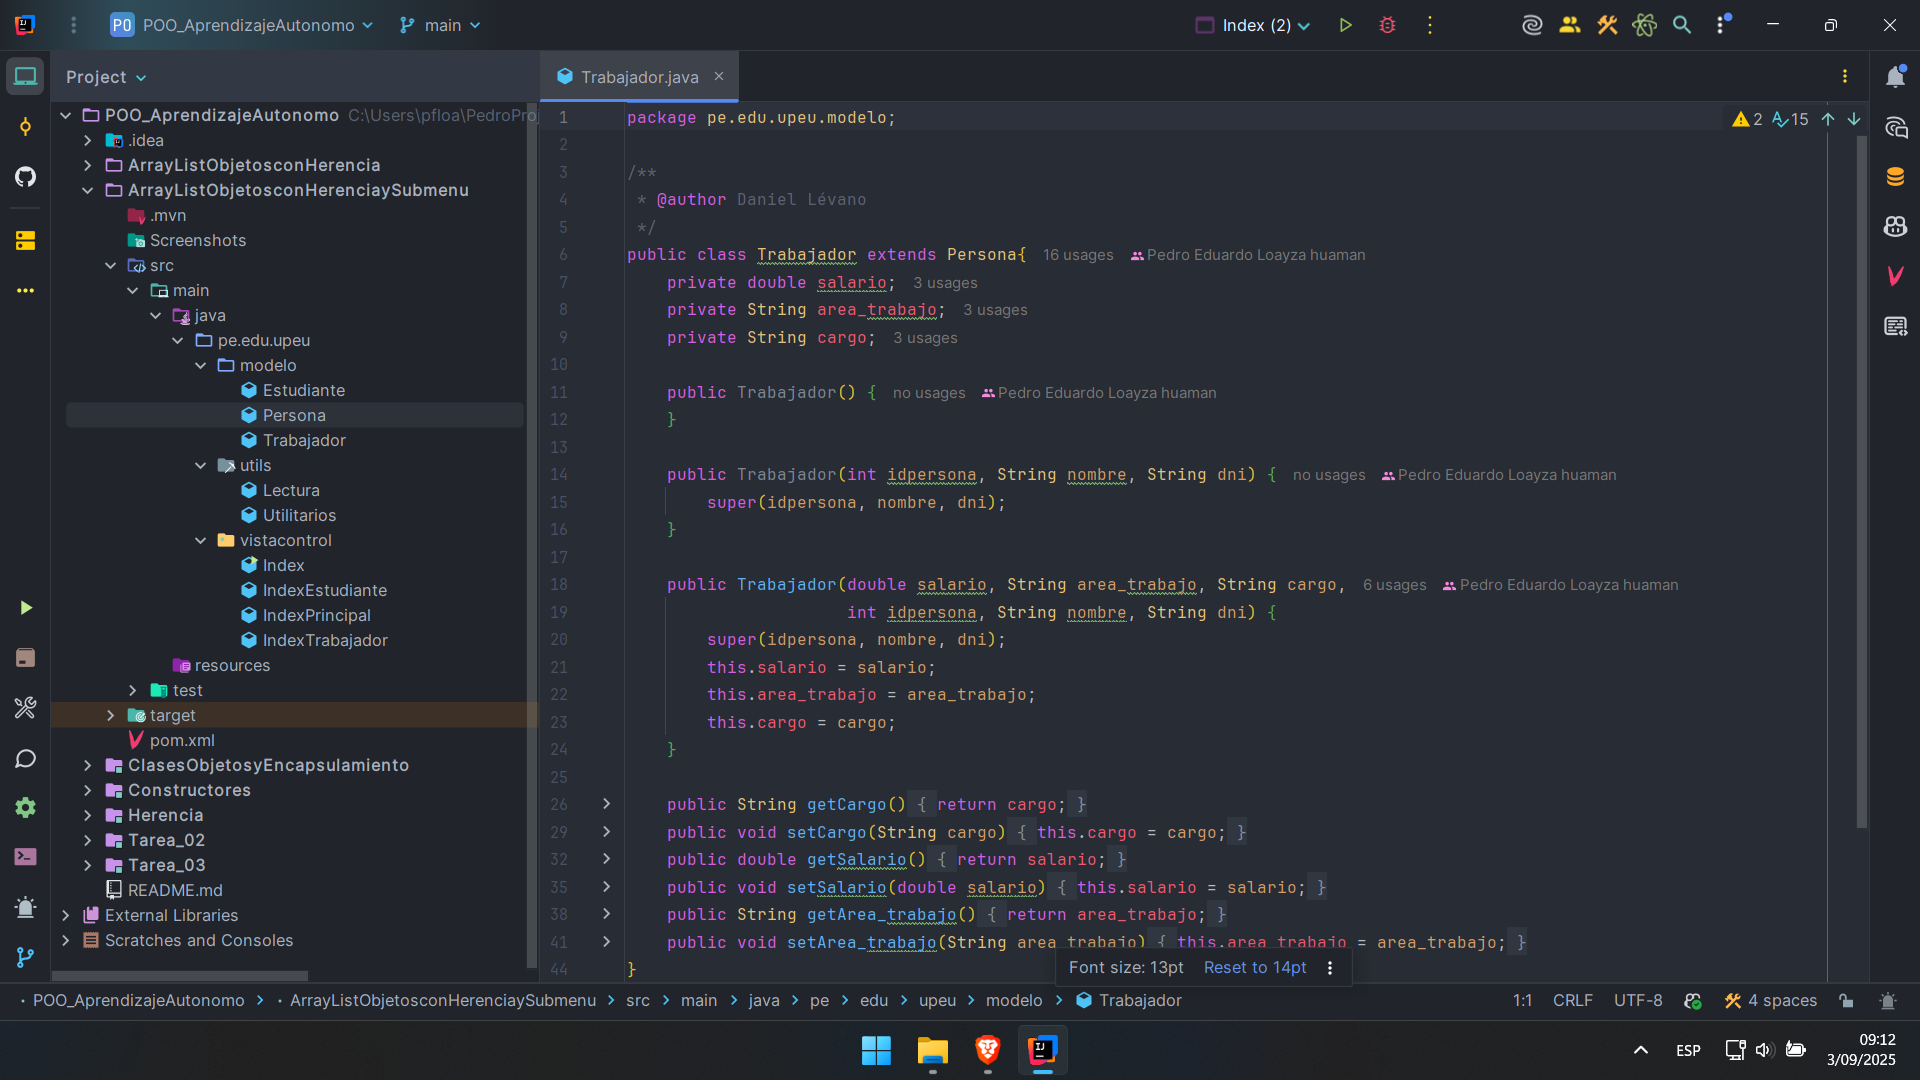 PO POO_AprendizajeAutonomo main Index (2)
Project
Trabajador.java
POO_AprendizajeAutonomo C:\Users\pfloa\PedroPro
.idea
ArrayListObjetosconHerencia
ArrayListObjetosconHerenciaySubmenu
.mvn
Screenshots
src
main
java
pe.edu.upeu
modelo
Estudiante
Persona
Trabajador
utils
Lectura
Utilitarios
vistacontrol
Index
IndexEstudiante
IndexPrincipal
IndexTrabajador
resources
test
target
pom.xml
ClasesObjetosyEncapsulamiento
Constructores
Herencia
Tarea_02
Tarea_03
README.md
External Libraries
Scratches and Consoles
2 15
1 package pe.edu.upeu.modelo;
2
3 /**
4 * @author Daniel Lévano
5 */
6 public class Trabajador extends Persona{ 16 usages Pedro Eduardo Loayza huaman
7 private double salario; 3 usages
8 private String area_trabajo; 3 usages
9 private String cargo; 3 usages
10
11 public Trabajador() { no usages Pedro Eduardo Loayza huaman
12 }
13
14 public Trabajador(int idpersona, String nombre, String dni) { no usages Pedro Eduardo Loayza huaman
15 super(idpersona, nombre, dni);
16 }
17
18 public Trabajador(double salario, String area_trabajo, String cargo, 6 usages Pedro Eduardo Loayza huaman
19 int idpersona, String nombre, String dni) {
20 super(idpersona, nombre, dni);
21 this.salario = salario;
22 this.area_trabajo = area_trabajo;
23 this.cargo = cargo;
24 }
25
26 public String getCargo() { return cargo; }
29 public void setCargo(String cargo) { this.cargo = cargo; }
32 public double getSalario() { return salario; }
35 public void setSalario(double salario) { this.salario = salario; }
38 public String getArea_trabajo() { return area_trabajo; }
41 public void setArea_trabajo(String area_trabajo) { this.area_trabajo = area_trabajo; }
44 }
Font size: 13pt Reset to 14pt
POO_AprendizajeAutonomo > ArrayListObjetosconHerenciaySubmenu > src > main > java > pe > edu > upeu > modelo > Trabajador
1:1 CRLF UTF-8 4 spaces
ESP
09:12
3/09/2025